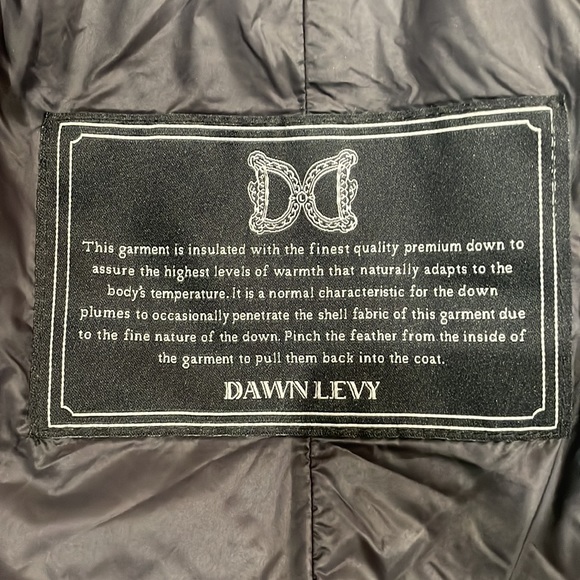 This garment is insulated with the finest quality premium down to
assure the highest levels of warmth that naturally adapts to the
body's temperature. It is a normal characteristic for the down
plumes to occasionally penetrate the shell fabric of this garment due
to the fine nature of the down. Pinch the feather from the inside of
the garment to pull them back into the coat.
DAWN LEVY